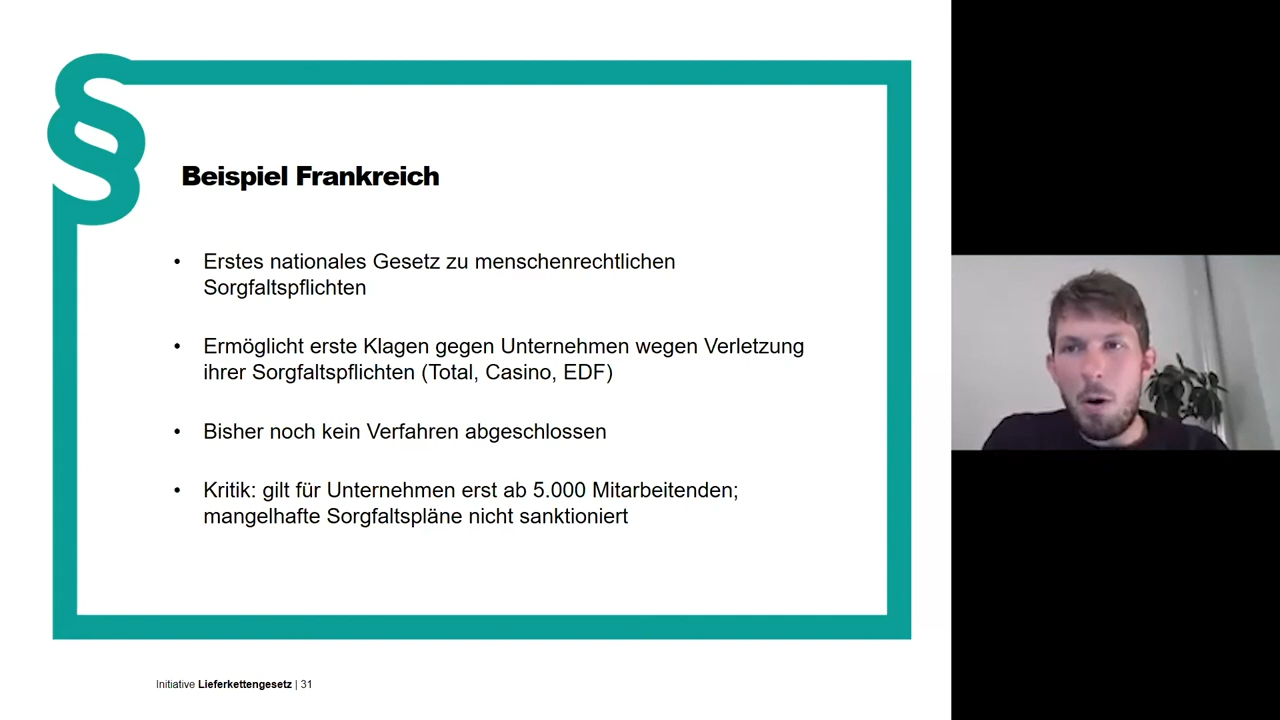 §
Beispiel Frankreich
• Erstes nationales Gesetz zu menschenrechtlichen
Sorgfaltspflichten
• Ermöglicht erste Klagen gegen Unternehmen wegen Verletzung
ihrer Sorgfaltspflichten (Total, Casino, EDF)
• Bisher noch kein Verfahren abgeschlossen
• Kritik: gilt für Unternehmen erst ab 5.000 Mitarbeitenden;
mangelhafte Sorgfaltspläne nicht sanktioniert
Initiative Lieferkettengesetz | 31